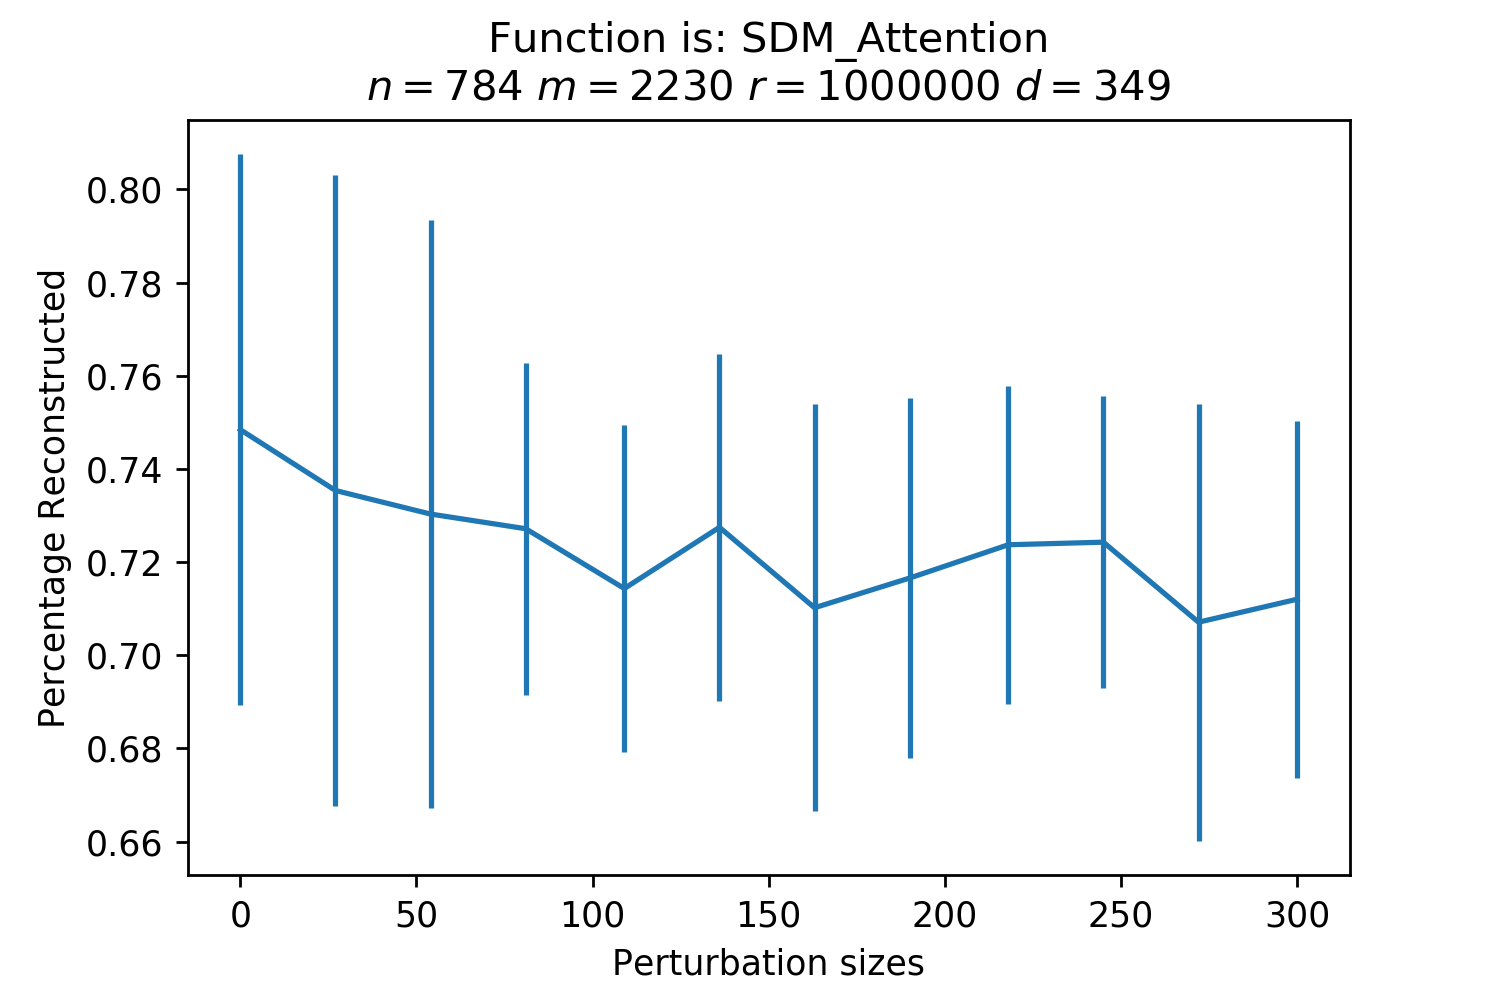 Function is: SDM_Attention
n = 784 m = 2230 r = 1000000 d = 349
Percentage Reconstructed
0.80
0.78
0.76
0.74
0.72
0.70
0.68
0.66
0 50 100 150 200 250 300
Perturbation sizes